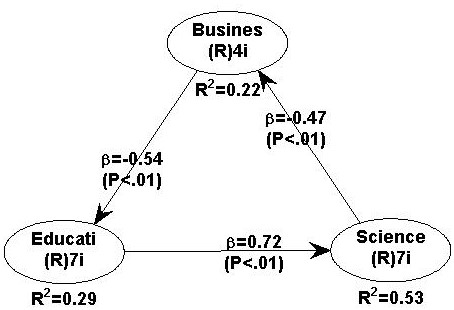 Busines
(R)4i
R²=0.22
β=-0.47
(P<.01)
β=-0.54
(P<.01)
Educati
(R)7i
R²=0.29
β=0.72
(P<.01)
Science
(R)7i
R²=0.53